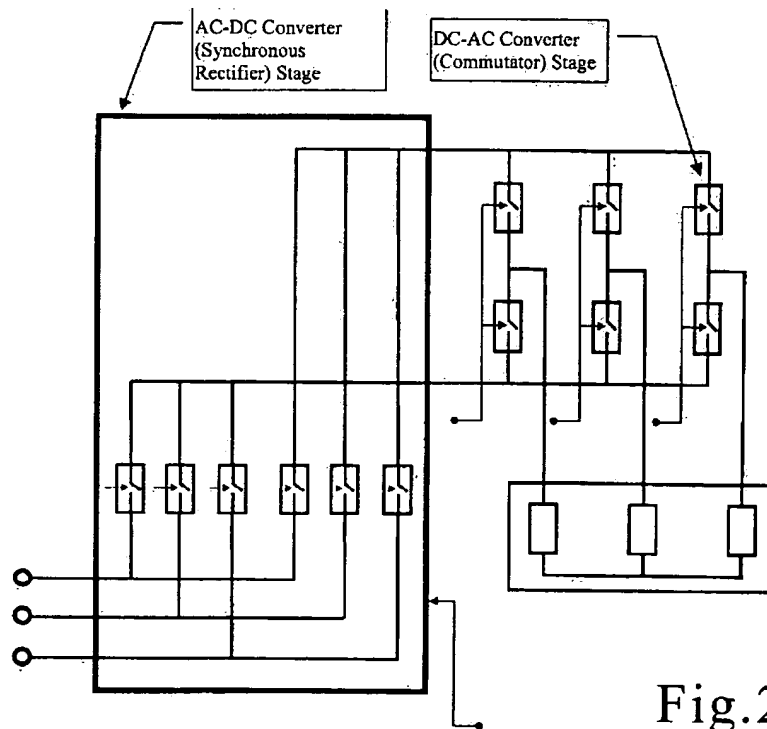 AC-DC Converter
(Synchronous
Rectifier) Stage
DC-AC Converter
(Commutator) Stage
Fig.2